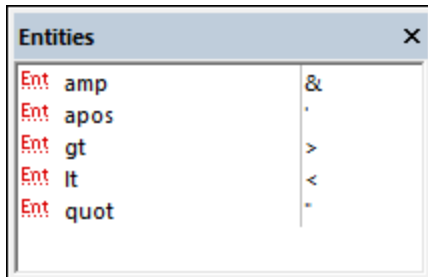 Entities
Ent amp &
Ent apos '
Ent gt >
Ent lt <
Ent quot "